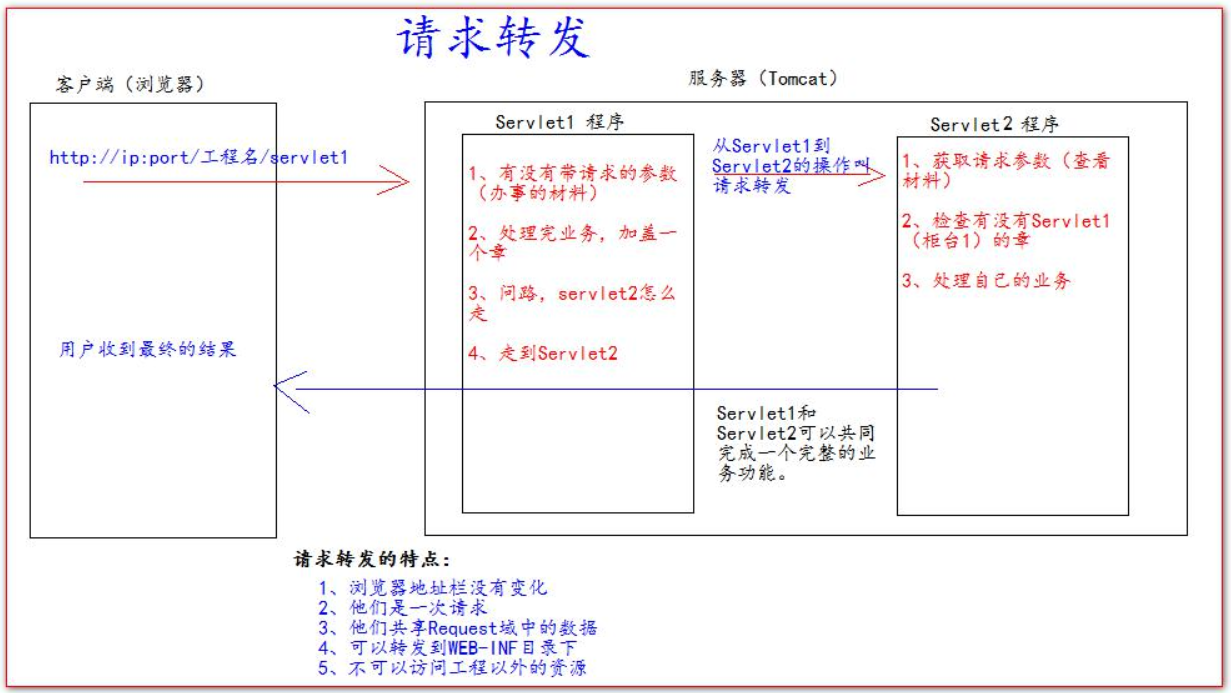 请求转发
客户端（浏览器）
服务器（Tomcat）
http://ip:port/工程名/servlet1
用户收到最终的结果
Servlet1 程序
1、有没有带请求的参数
（办事的材料）
2、处理完业务，加盖一
个章
3、问路，servlet2怎么
走
4、走到Servlet2
从Servlet1到
Servlet2的操作叫
请求转发
Servlet2 程序
1、获取请求参数（查看
材料）
2、检查有没有Servlet1
（柜台1）的章
3、处理自己的业务
Servlet1和
Servlet2可以共同
完成一个完整的业
务功能。
请求转发的特点：
1、浏览器地址栏没有变化
2、他们是一次请求
3、他们共享Request域中的数据
4、可以转发到WEB-INF目录下
5、不可以访问工程以外的资源